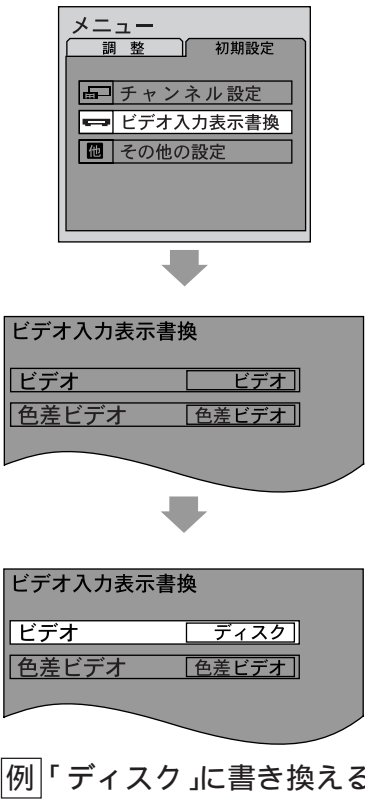 メニュー
調 整 初期設定
チャンネル設定
ビデオ入力表示書換
他 その他の設定
ビデオ入力表示書換
ビデオ ビデオ
色差ビデオ 色差ビデオ
ビデオ入力表示書換
ビデオ ディスク
色差ビデオ 色差ビデオ
例「ディスク」に書き換える